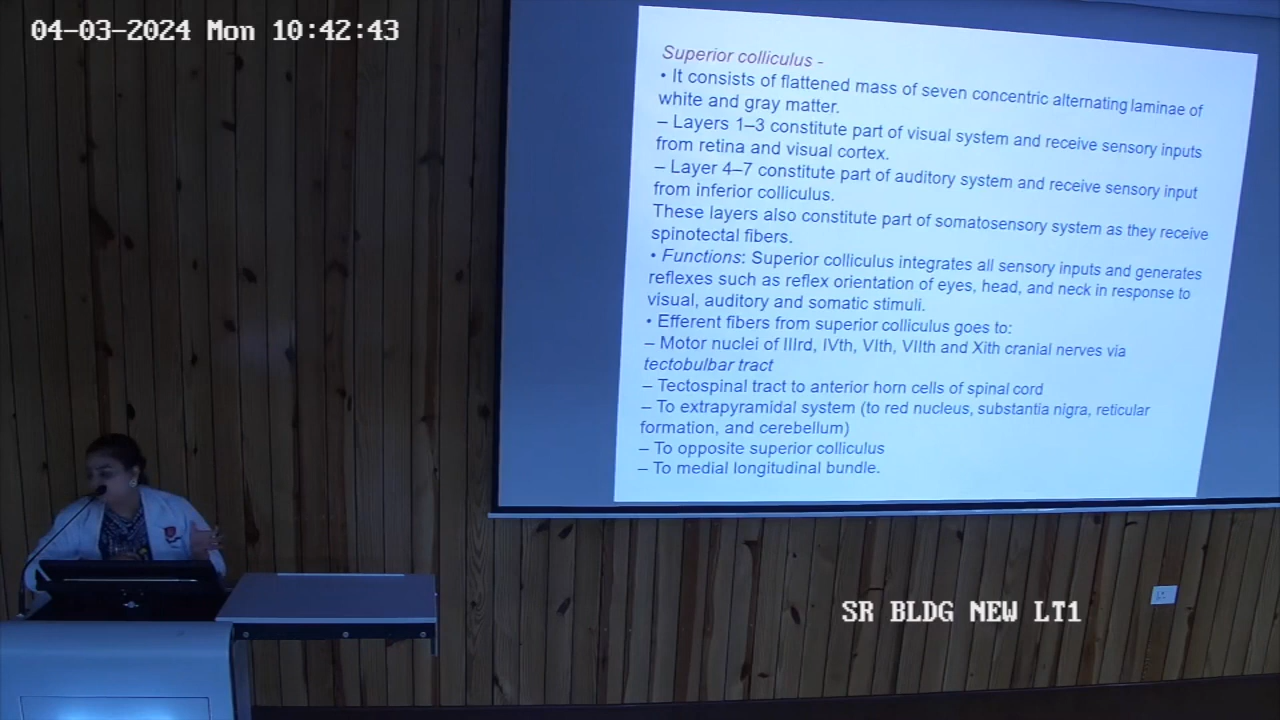 04-03-2024 Mon 10:42:43
Superior colliculus -
• It consists of flattened mass of seven concentric alternating laminae of
white and gray matter.
– Layers 1–3 constitute part of visual system and receive sensory inputs
from retina and visual cortex.
– Layer 4–7 constitute part of auditory system and receive sensory input
from inferior colliculus.
These layers also constitute part of somatosensory system as they receive
spinotectal fibers.
• Functions: Superior colliculus integrates all sensory inputs and generates
reflexes such as reflex orientation of eyes, head, and neck in response to
visual, auditory and somatic stimuli.
• Efferent fibers from superior colliculus goes to:
– Motor nuclei of IIIrd, IVth, VIth, VIIth and Xith cranial nerves via
tectobulbar tract
– Tectospinal tract to anterior horn cells of spinal cord
– To extrapyramidal system (to red nucleus, substantia nigra, reticular
formation, and cerebellum)
– To opposite superior colliculus
– To medial longitudinal bundle.
SR BLDG NEW LT1